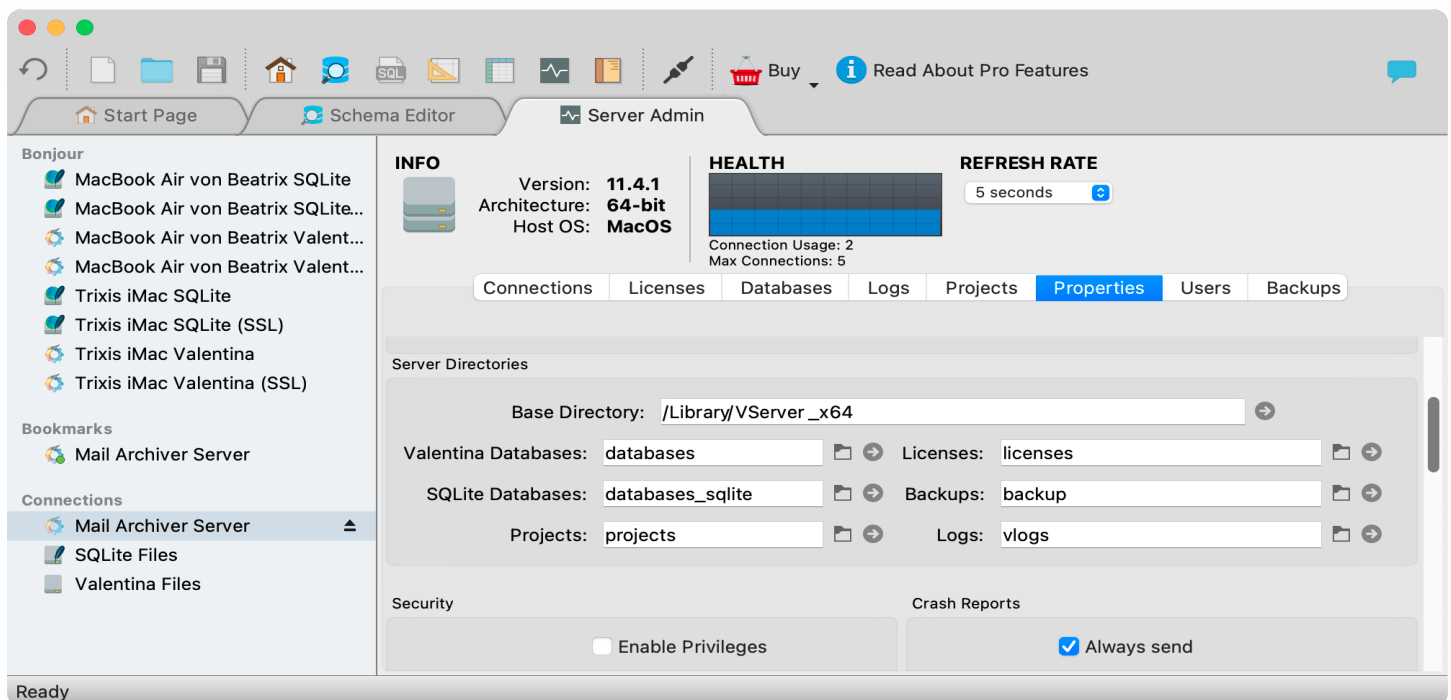 SQL
Buy
Read About Pro Features
Start Page
Schema Editor
Server Admin
Bonjour
MacBook Air von Beatrix SQLite
MacBook Air von Beatrix SQLite...
MacBook Air von Beatrix Valent...
MacBook Air von Beatrix Valent...
Trixis iMac SQLite
Trixis iMac SQLite (SSL)
Trixis iMac Valentina
Trixis iMac Valentina (SSL)
Bookmarks
Mail Archiver Server
Connections
Mail Archiver Server
SQLite Files
Valentina Files
INFO
Version: 11.4.1
Architecture: 64-bit
Host OS: MacOS
HEALTH
Connection Usage: 2
Max Connections: 5
REFRESH RATE
5 seconds
Connections
Licenses
Databases
Logs
Projects
Properties
Users
Backups
Server Directories
Base Directory: /Library/VServer_x64
Valentina Databases: databases
Licenses: licenses
SQLite Databases: databases_sqlite
Backups: backup
Projects: projects
Logs: vlogs
Security
Crash Reports
Enable Privileges
Always send
Ready